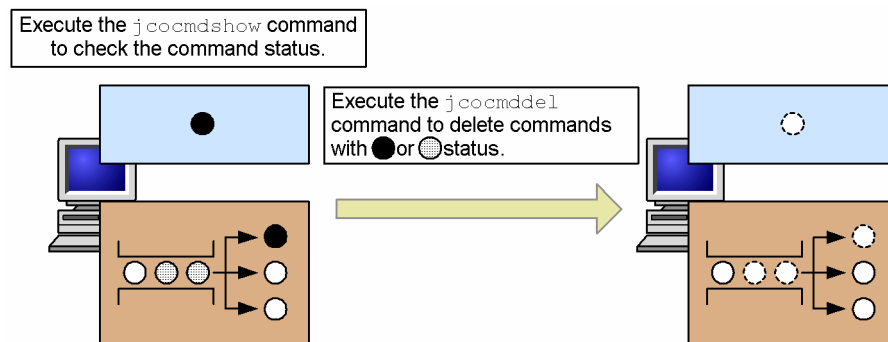 Execute the jcocmdshow command
to check the command status.
Execute the jcocmddel
command to delete commands
with or status.